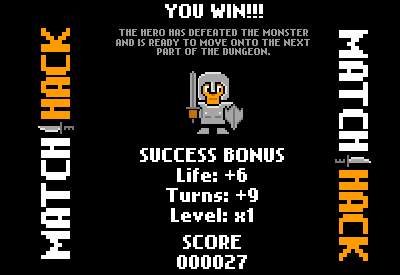 YOU WIN!!!
THE HERO HAS DEFEATED THE MONSTER
AND IS READY TO MOVE ONTO THE NEXT
PART OF THE DUNGEON.
MATCH HACK
MATCH HACK
SUCCESS BONUS
Life: +6
Turns: +9
Level: x1
SCORE
000027